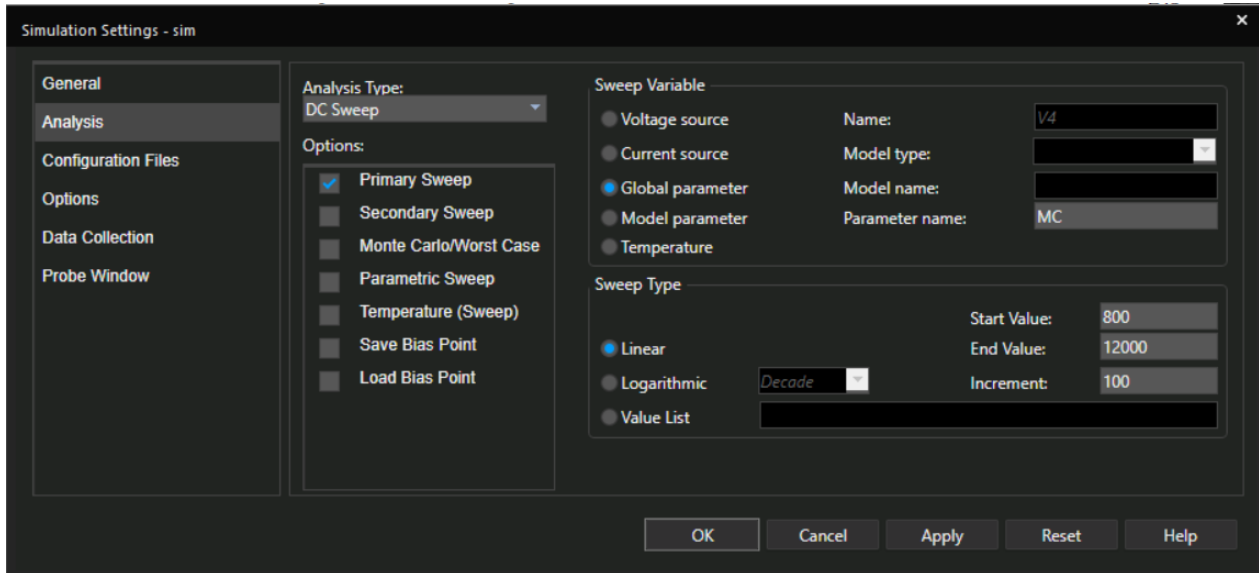 Simulation Settings - sim
×
General
Analysis
Configuration Files
Options
Data Collection
Probe Window
Analysis Type:
DC Sweep
Options:
Primary Sweep
Secondary Sweep
Monte Carlo/Worst Case
Parametric Sweep
Temperature (Sweep)
Save Bias Point
Load Bias Point
Sweep Variable
Voltage source
Name: V4
Current source
Model type:
Global parameter
Model name:
Model parameter
Parameter name: MC
Temperature
Sweep Type
Start Value: 800
Linear
End Value: 12000
Logarithmic Decade
Increment: 100
Value List
OK Cancel Apply Reset Help